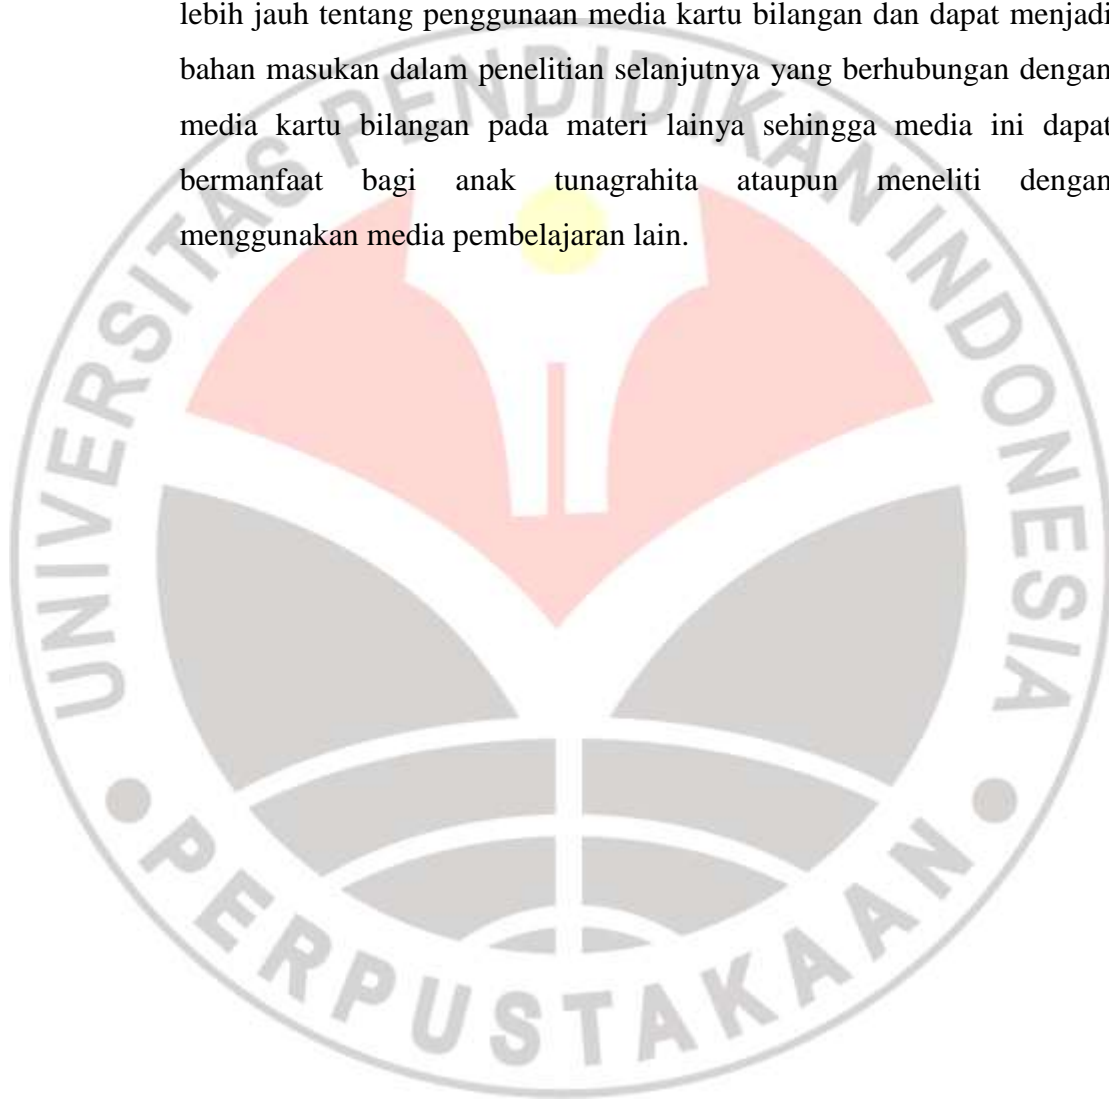 lebih jauh tentang penggunaan media kartu bilangan dan dapat menjadi
bahan masukan dalam penelitian selanjutnya yang berhubungan dengan
media kartu bilangan pada materi lainya sehingga media ini dapat
bermanfaat bagi anak tunagrahita ataupun meneliti dengan
menggunakan media pembelajaran lain.
UNIVERSITAS PENDIDIKAN INDONESIA
PERPUSTAKAAN